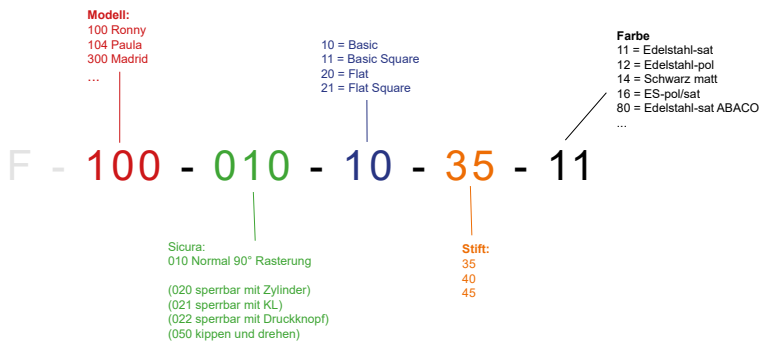 Modell:
100 Ronny
104 Paula
300 Madrid
...
10 = Basic
11 = Basic Square
20 = Flat
21 = Flat Square
Farbe
11 = Edelstahl-sat
12 = Edelstahl-pol
14 = Schwarz matt
16 = ES-pol/sat
80 = Edelstahl-sat ABACO
...
F - 100 - 010 - 10 - 35 - 11
Sicura:
010 Normal 90° Rasterung
(020 sperrbar mit Zylinder)
(021 sperrbar mit KL)
(022 sperrbar mit Druckknopf)
(050 kippen und drehen)
Stift:
35
40
45